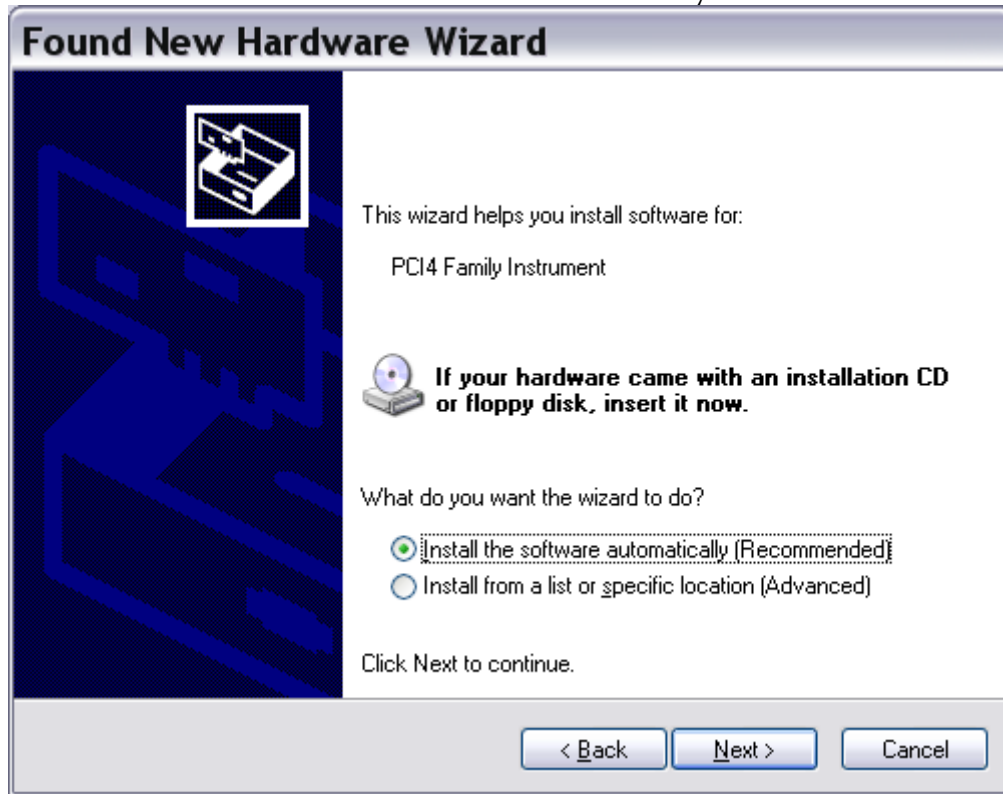 Found New Hardware Wizard
This wizard helps you install software for:
PCI4 Family Instrument
If your hardware came with an installation CD
or floppy disk, insert it now.
What do you want the wizard to do?
Install the software automatically (Recommended)
Install from a list or specific location (Advanced)
Click Next to continue.
< Back
Next >
Cancel